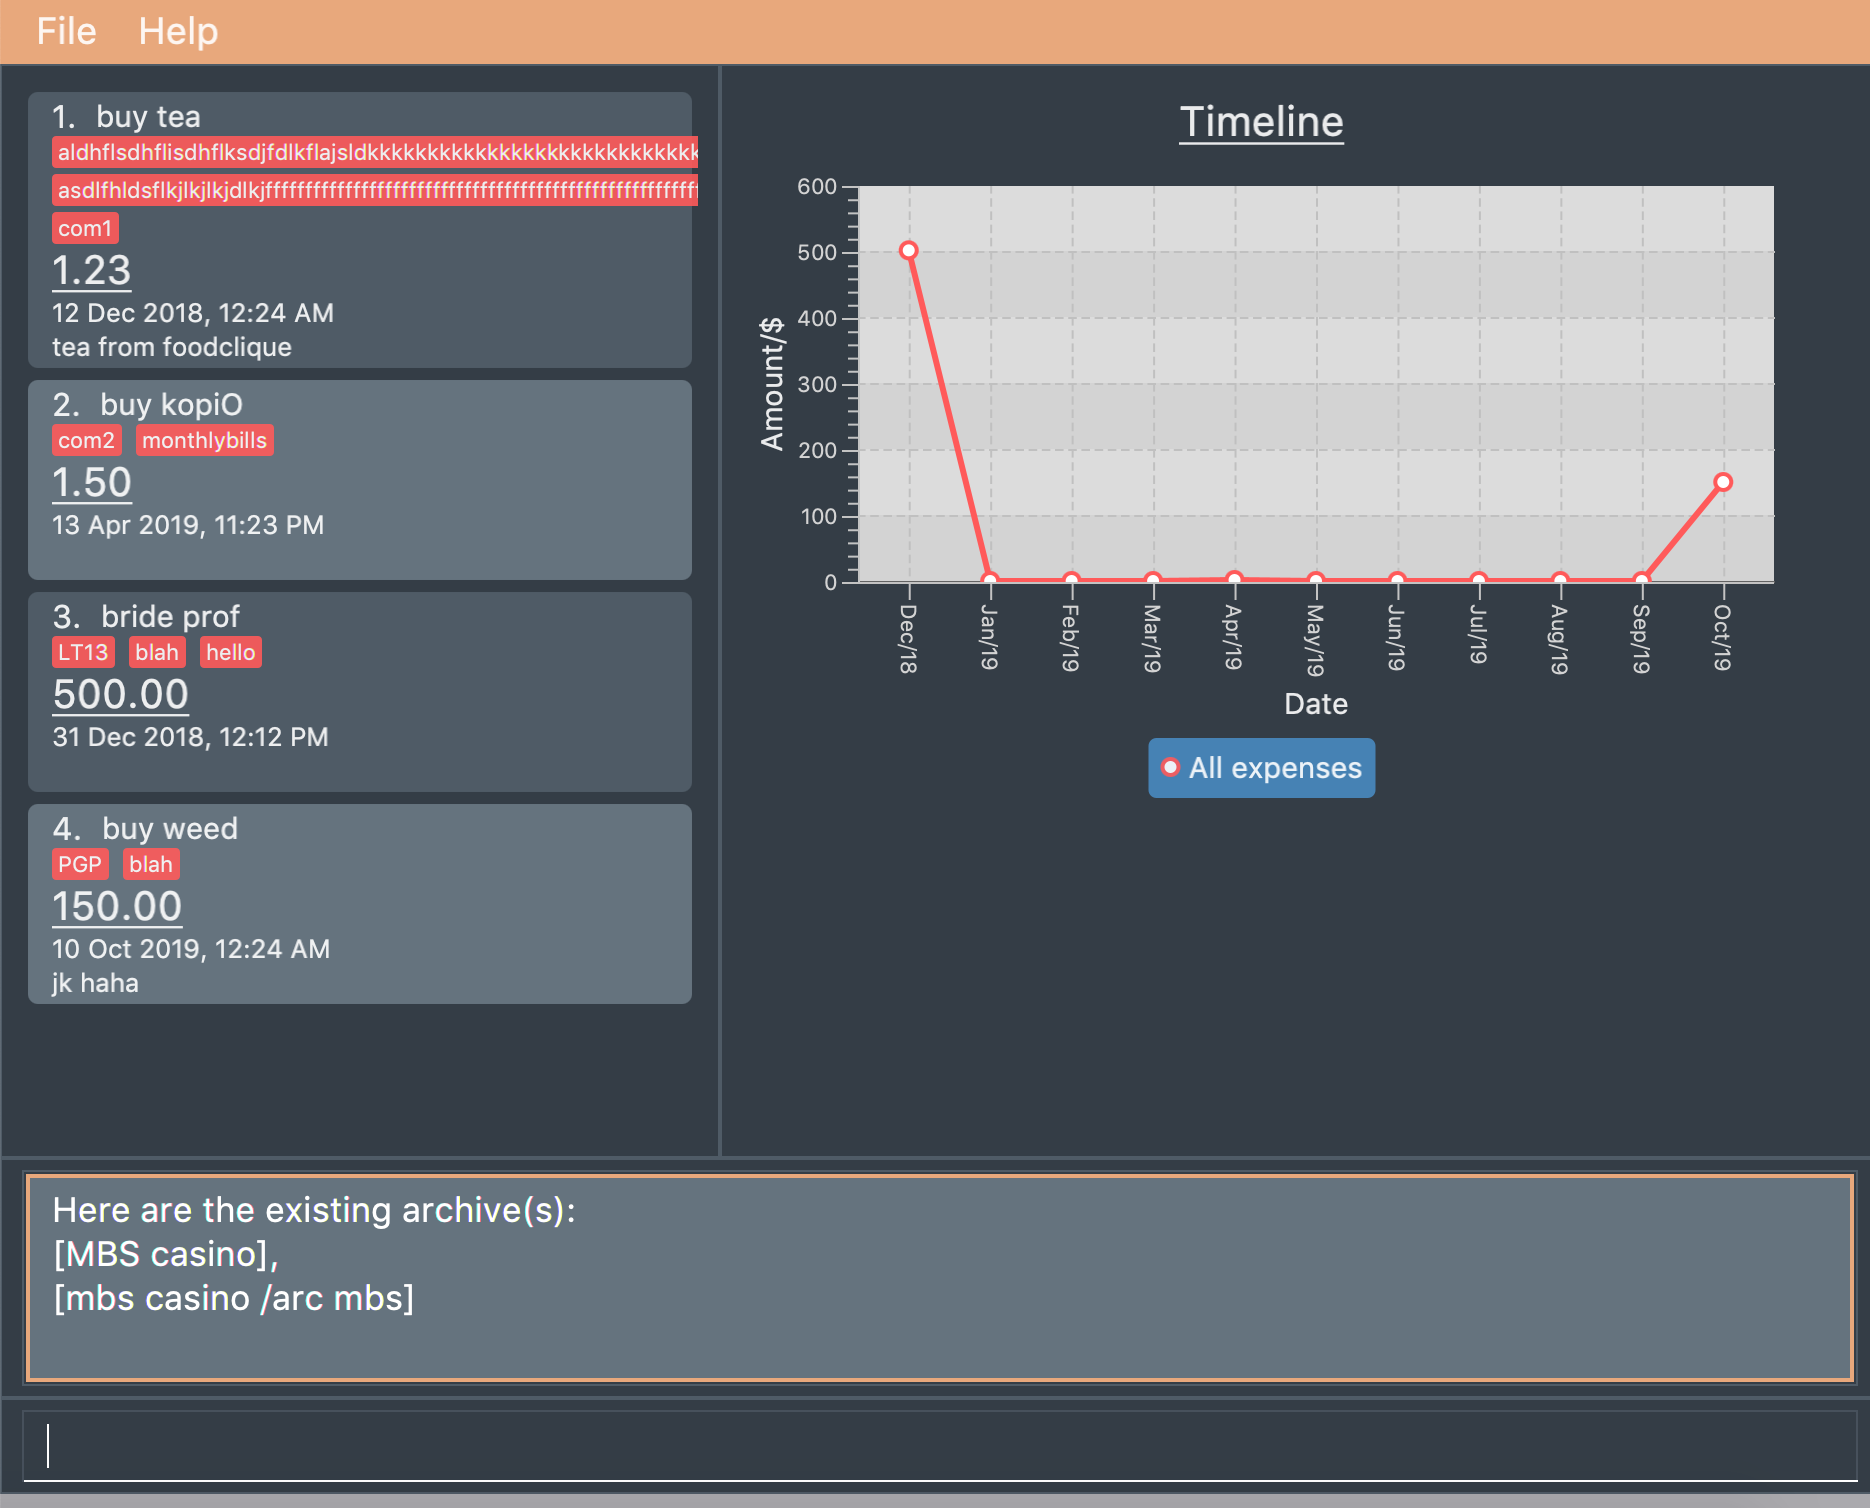 File Help
1. buy tea
com1
1.23
12 Dec 2018, 12:24 AM
tea from foodclique
2. buy kopiO
com2 monthlybills
1.50
13 Apr 2019, 11:23 PM
3. bride prof
LT13 blah hello
500.00
31 Dec 2018, 12:12 PM
4. buy weed
PGP blah
150.00
10 Oct 2019, 12:24 AM
jk haha
Timeline
600
500
400
300
200
100
0
Amount/$
Dec/18 Jan/19 Feb/19 Mar/19 Apr/19 May/19 Jun/19 Jul/19 Aug/19 Sep/19 Oct/19
Date
All expenses
Here are the existing archive(s):
[MBS casino],
[mbs casino /arc mbs]